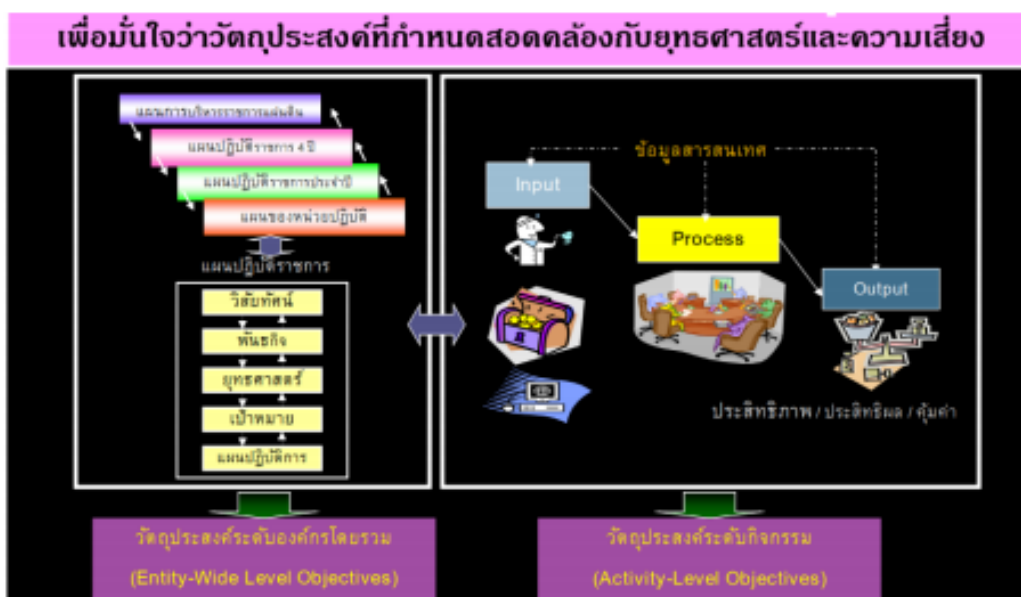 เพื่อมั่นใจว่าวัตถุประสงค์ที่กำหนดสอดคล้องกับยุทธศาสตร์และความเสี่ยง
แผนการบริหารราชการแผ่นดิน
แผนปฏิบัติราชการ 4 ปี
แผนปฏิบัติราชการประจำปี
แผนของหน่วยปฏิบัติ
แผนปฏิบัติราชการ
วิสัยทัศน์
พันธกิจ
ยุทธศาสตร์
เป้าหมาย
แผนปฏิบัติการ
ข้อมูลสารสนเทศ
Input
Process
Output
ประสิทธิภาพ / ประสิทธิผล / คุ้มค่า
วัตถุประสงค์ระดับองค์กรโดยรวม
(Entity-Wide Level Objectives)
วัตถุประสงค์ระดับกิจกรรม
(Activity-Level Objectives)